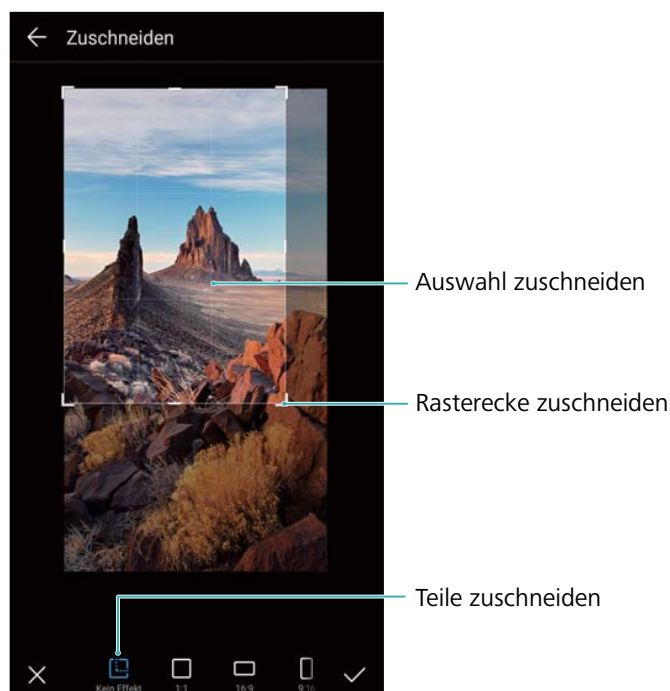 Zuschneiden
Auswahl zuschneiden
Rasterecke zuschneiden
Teile zuschneiden
Kein Effekt 1:1 16:9 9:16